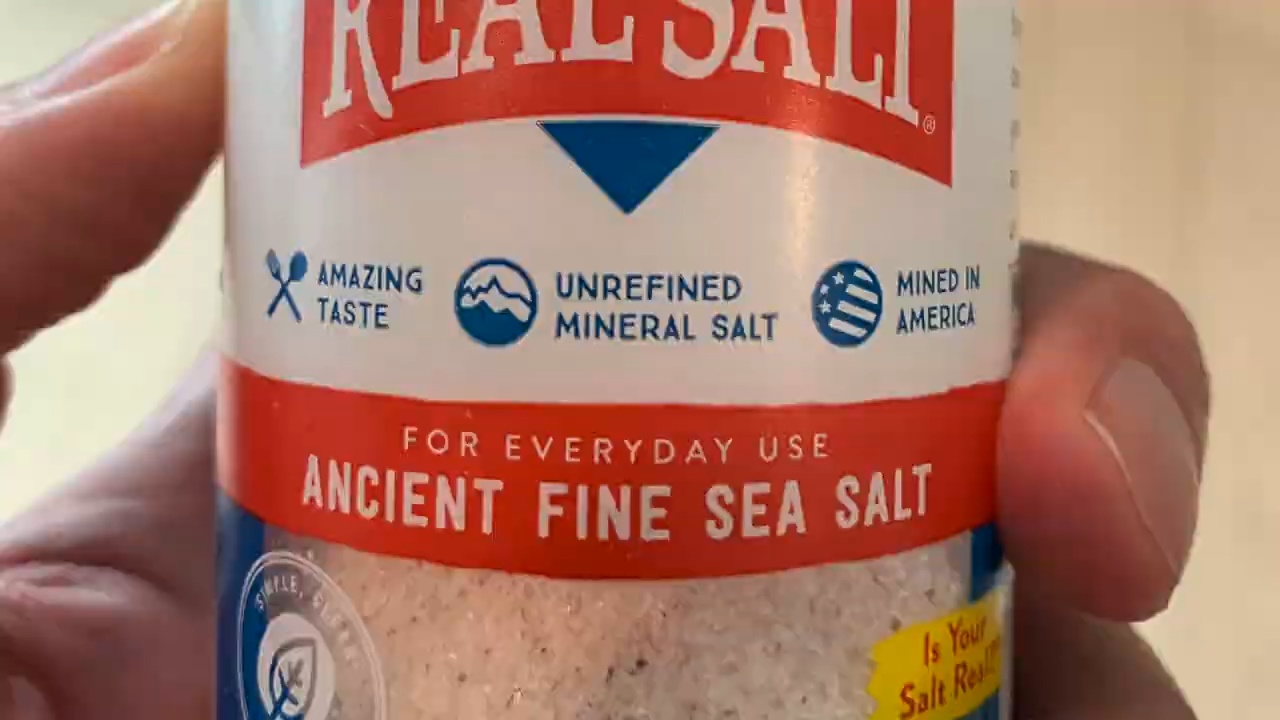 REAL SALT®
AMAZING
TASTE
UNREFINED
MINERAL SALT
MINED IN
AMERICA
FOR EVERYDAY USE
ANCIENT FINE SEA SALT
SIMPLE,
Is Your
Salt Real?